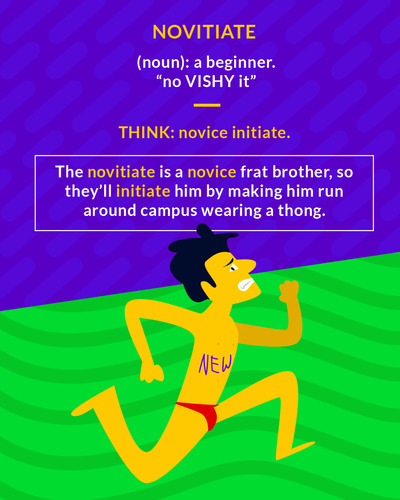 NOVITIATE
(noun): a beginner.
“no VISHY it”
THINK: novice initiate.
The novitiate is a novice frat brother, so
they’ll initiate him by making him run
around campus wearing a thong.
NEW